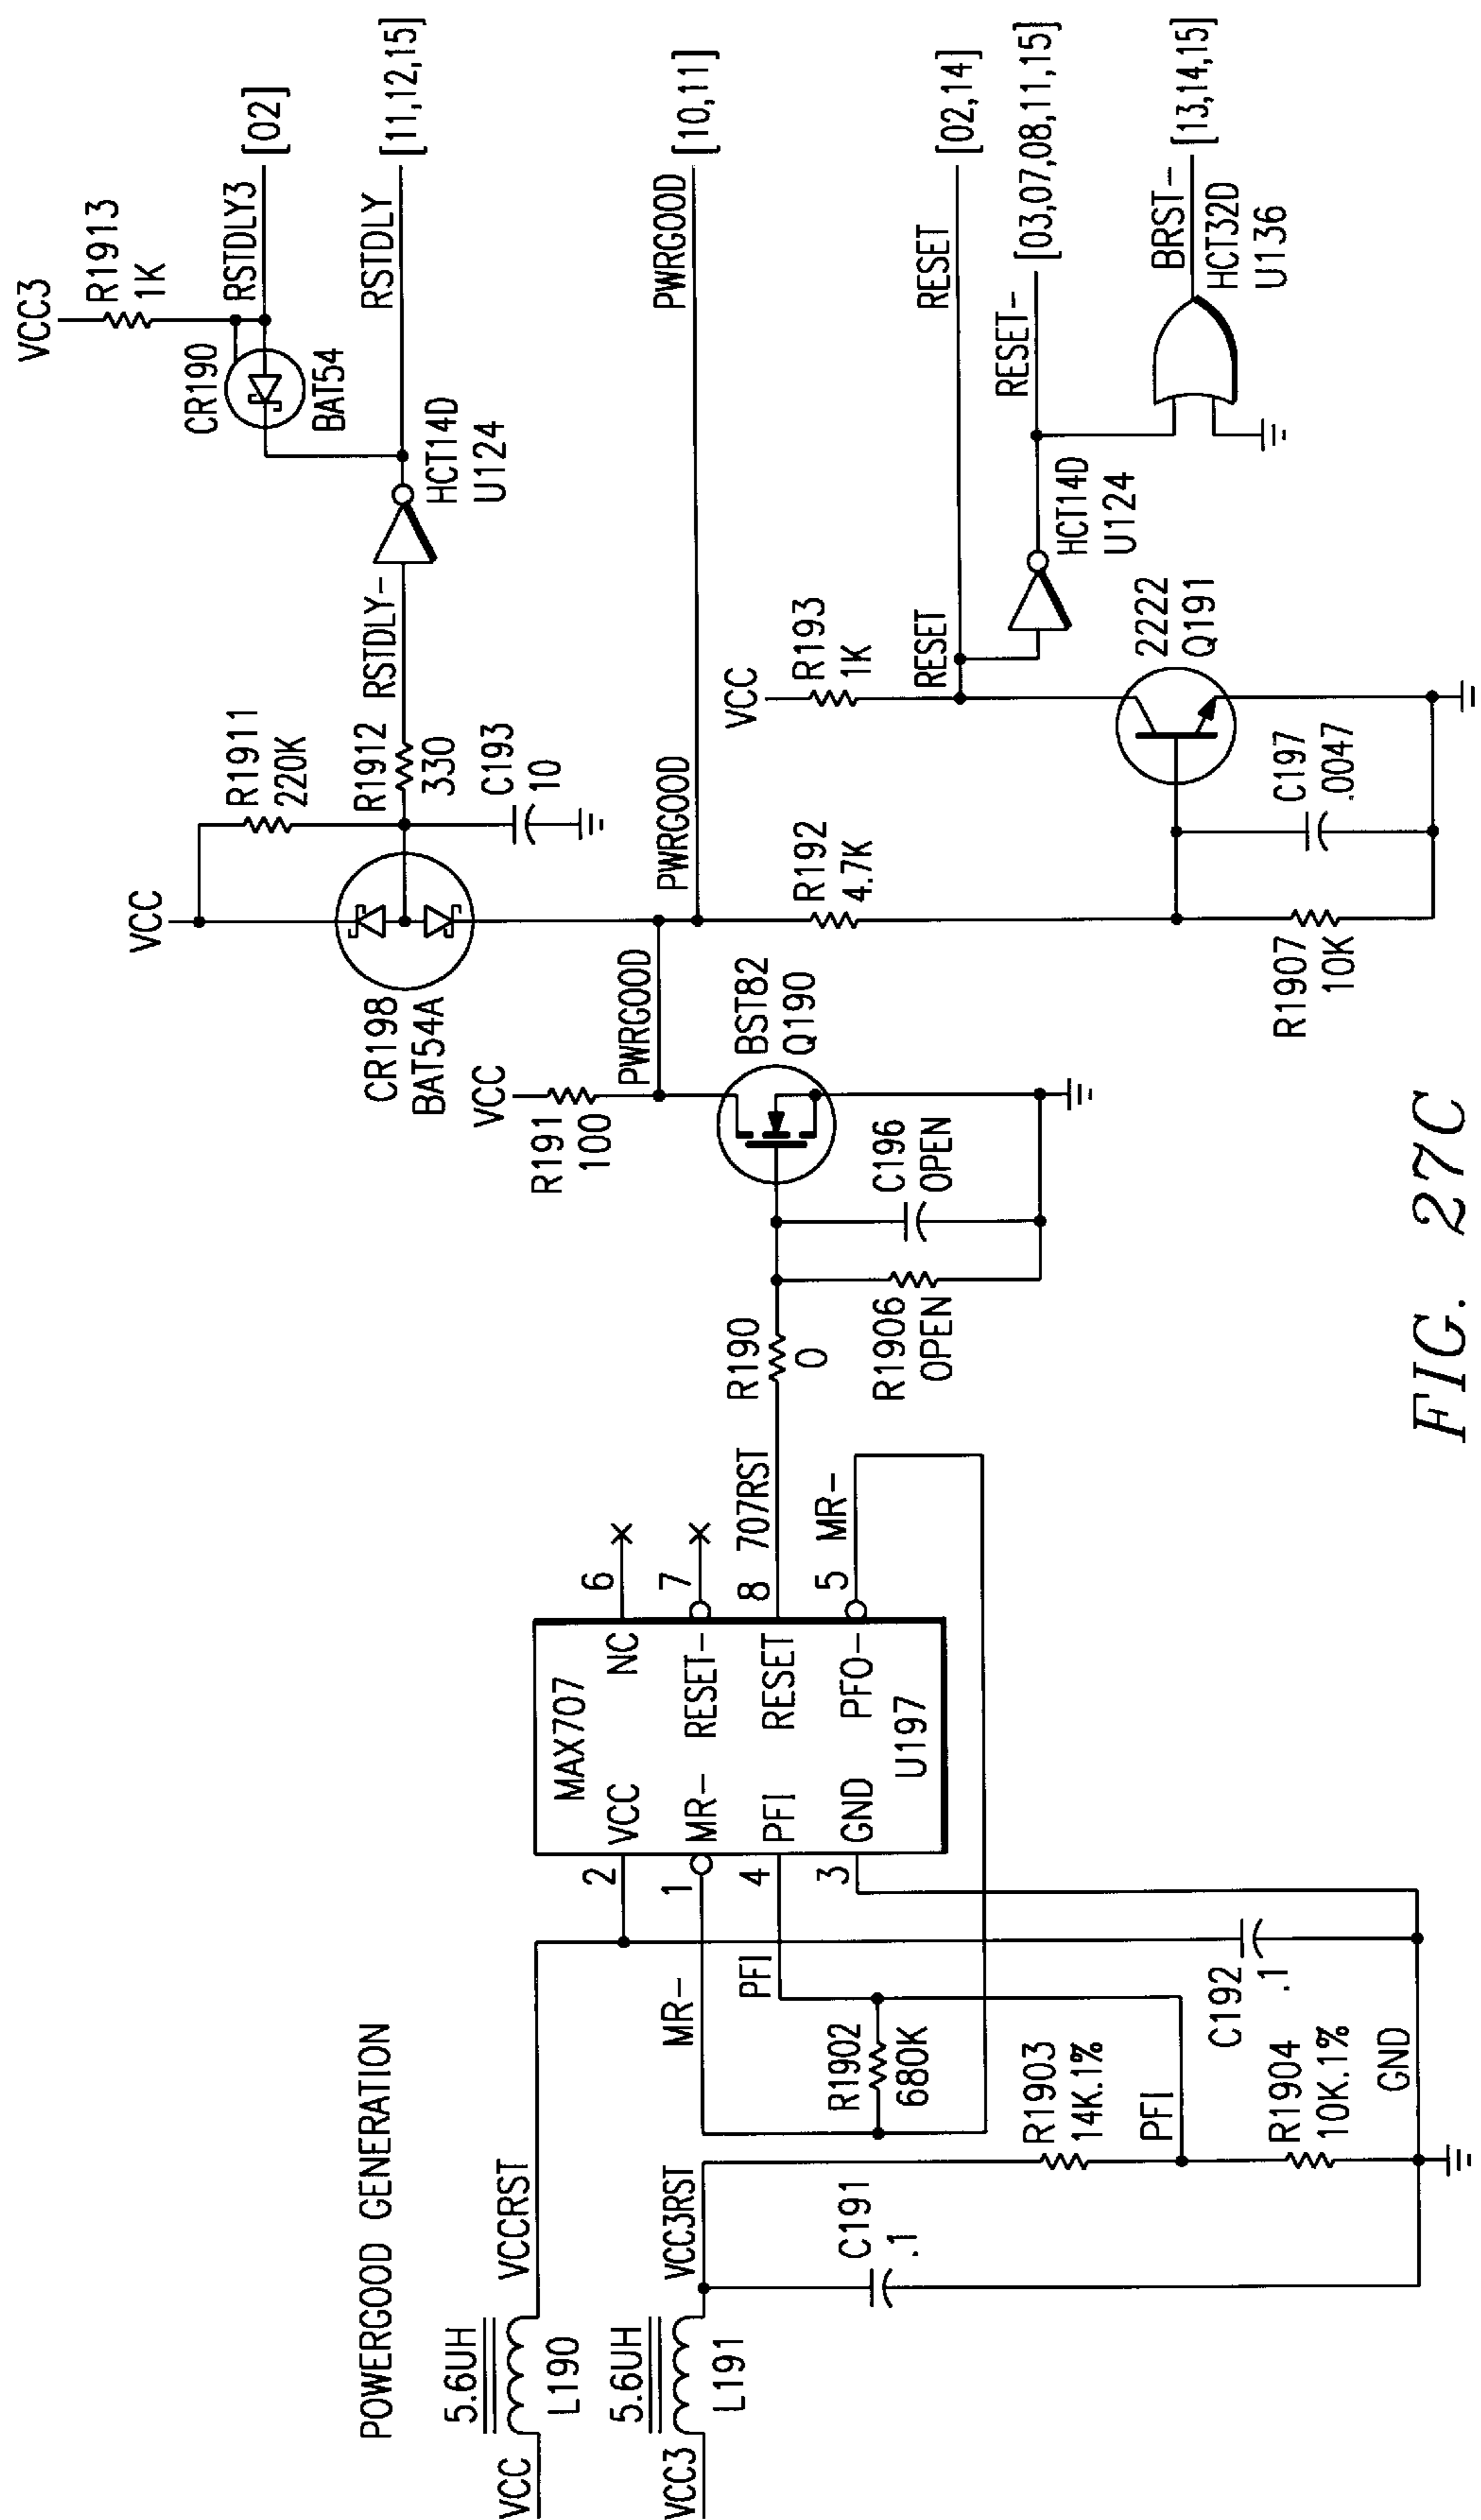 POWERGOOD GENERATION
VCC
5.6UH
L190
VCCRST
VCC3
5.6UH
L191
VCC3RST
C191
.1
R1903
14K.1%
PFI
R1904
10K.1%
GND
MR-
PFI
R1902
680K
C192
.1
2
1
4
3
MAX707
VCC
NC
MR-
RESET-
PFI
RESET
GND
PFO-
U197
6
7
8
5
707RST
MR-
R190
0
R1906
OPEN
C196
OPEN
VCC
R191
100
PWRGOOD
BST82
Q190
VCC
CR198
BAT54A
R1911
220K
R1912
330
C193
10
RSTDLY-
HCT14D
U124
CR190
BAT54
VCC3
R1913
1K
RSTDLY3
[02]
RSTDLY
[11,12,15]
PWRGOOD
PWRGOOD
[10,11]
R192
4.7K
R1907
10K
C197
.0047
VCC
R193
1K
RESET
2222
Q191
RESET
[02,14]
HCT14D
U124
RESET-
[03,07,08,11,15]
BRST-
[13,14,15]
HCT32D
U136
FIG. 27C